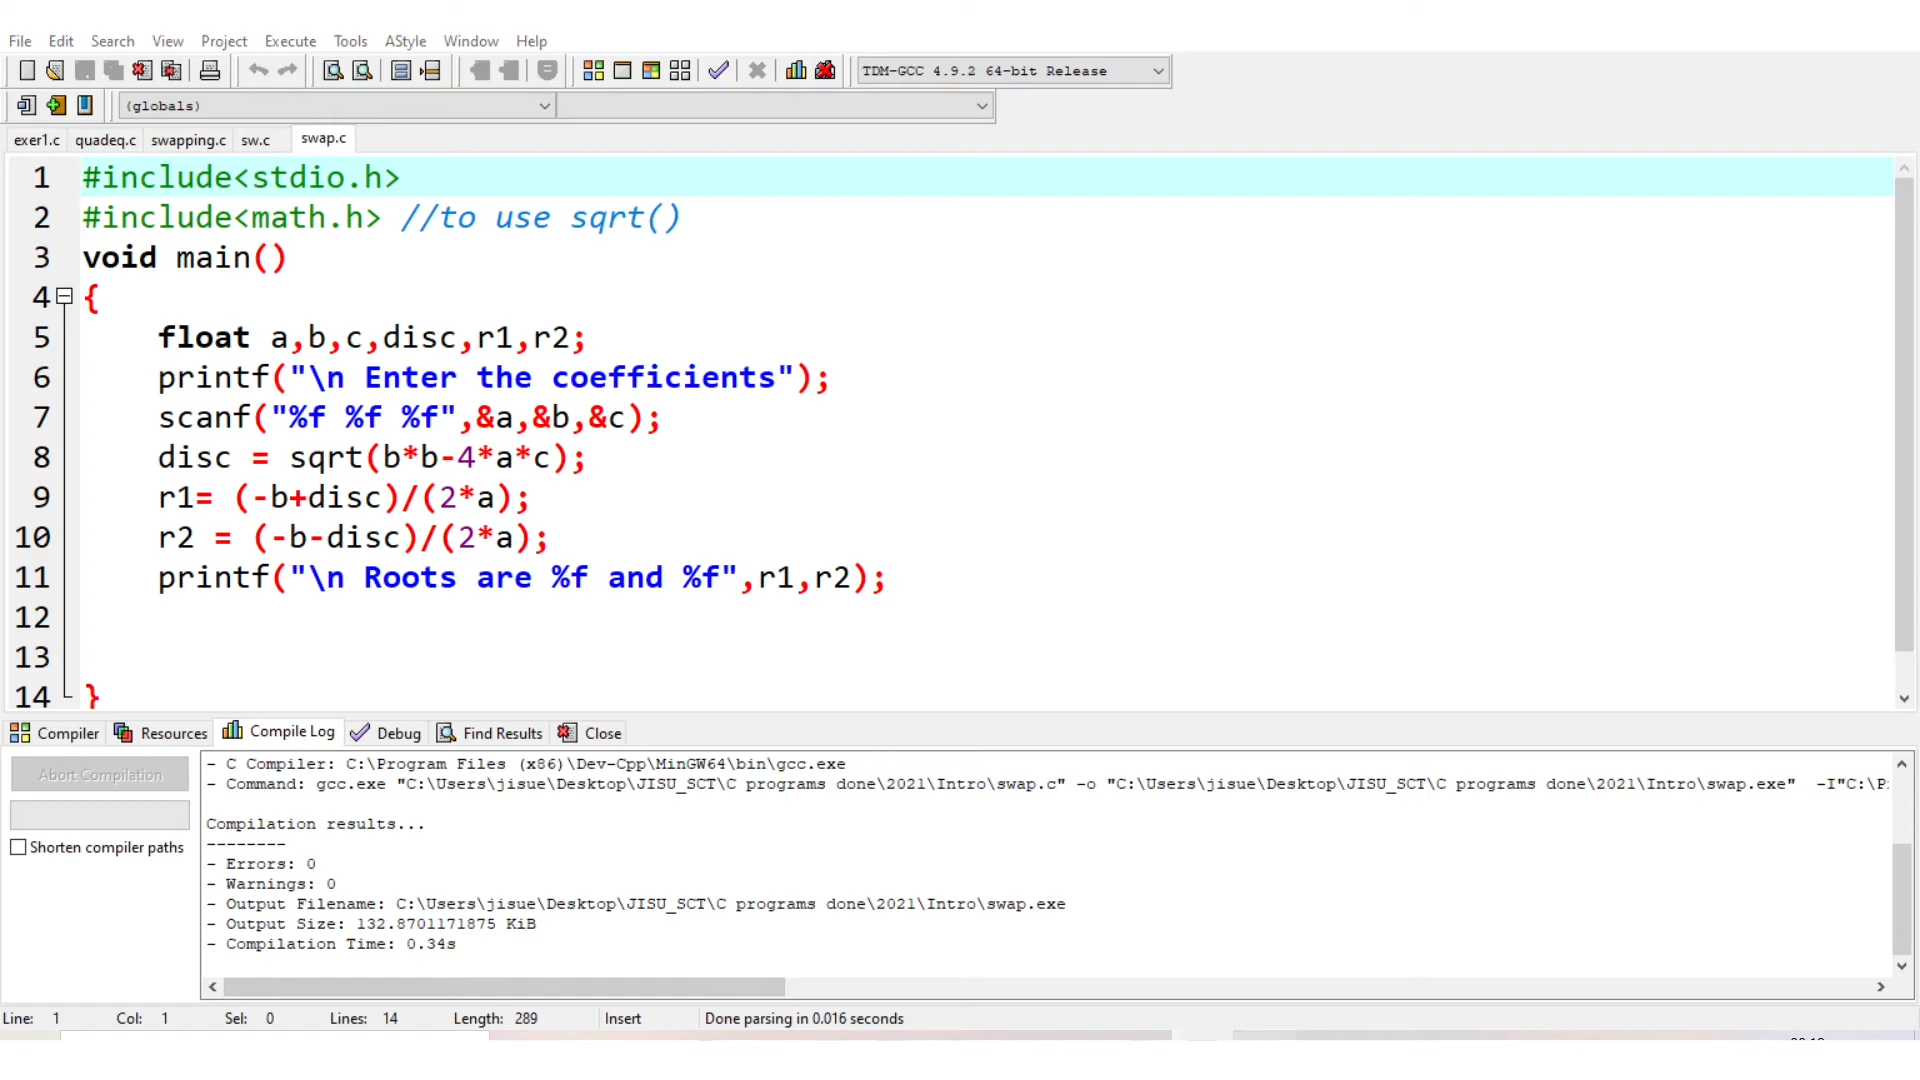 File Edit Search View Project Execute Tools AStyle Window Help
TDM-GCC 4.9.2 64-bit Release
(globals)
exer1.c quadeq.c swapping.c sw.c swap.c
1 #include<stdio.h>
2 #include<math.h> //to use sqrt()
3 void main()
4 {
5 float a,b,c,disc,r1,r2;
6 printf("\n Enter the coefficients");
7 scanf("%f %f %f",&a,&b,&c);
8 disc = sqrt(b*b-4*a*c);
9 r1= (-b+disc)/(2*a);
10 r2 = (-b-disc)/(2*a);
11 printf("\n Roots are %f and %f",r1,r2);
12
13
14 }
Compiler Resources Compile Log Debug Find Results Close
Abort Compilation
Shorten compiler paths
- C Compiler: C:\Program Files (x86)\Dev-Cpp\MinGW64\bin\gcc.exe
- Command: gcc.exe "C:\Users\jisue\Desktop\JISU_SCT\C programs done\2021\Intro\swap.c" -o "C:\Users\jisue\Desktop\JISU_SCT\C programs done\2021\Intro\swap.exe" -I"C:\P
Compilation results...
--------
- Errors: 0
- Warnings: 0
- Output Filename: C:\Users\jisue\Desktop\JISU_SCT\C programs done\2021\Intro\swap.exe
- Output Size: 132.8701171875 KiB
- Compilation Time: 0.34s
Line: 1 Col: 1 Sel: 0 Lines: 14 Length: 289 Insert Done parsing in 0.016 seconds